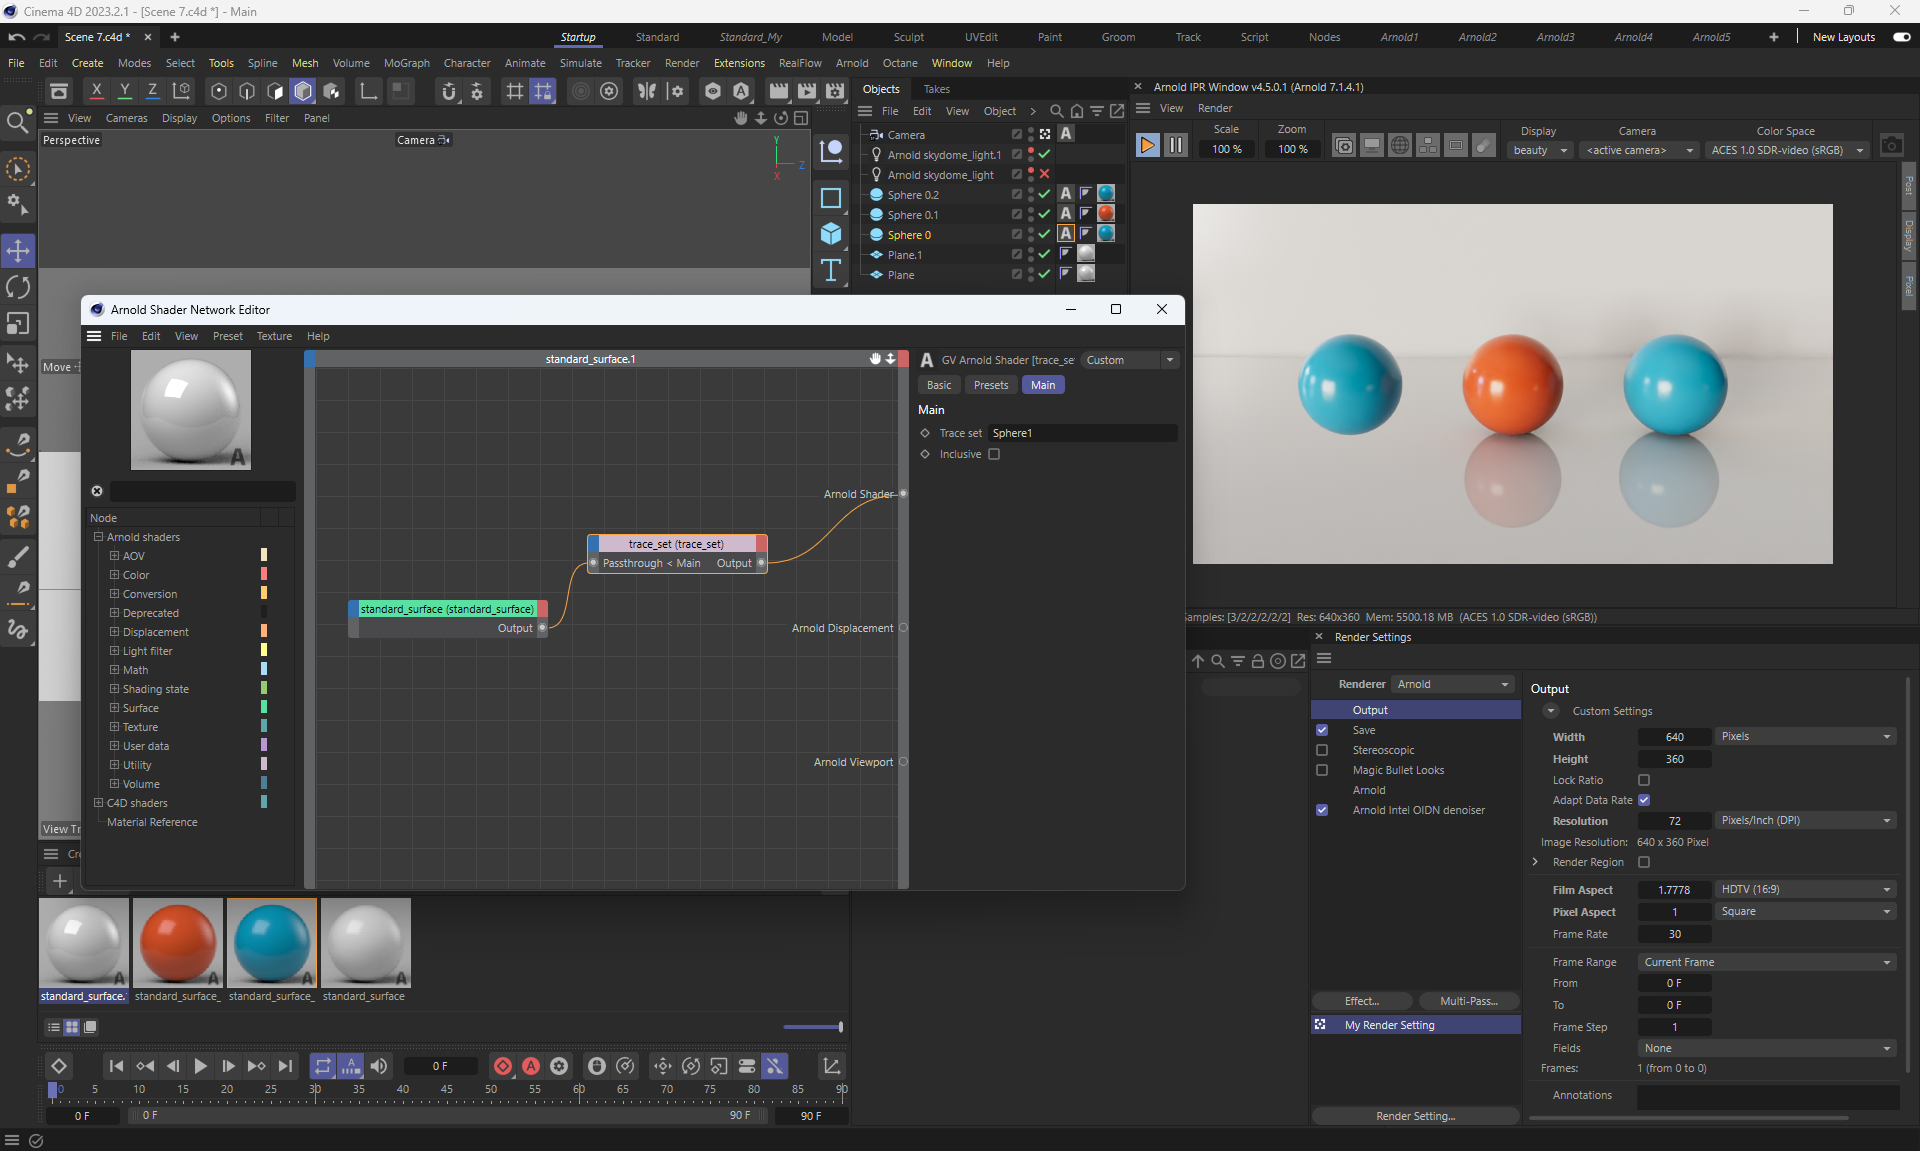 Cinema 4D 2023.2.1 - [Scene 7.c4d *] - Main
Scene 7.c4d *
Startup Standard Standard_My Model Sculpt UVEdit Paint Groom Track Script Nodes Arnold1 Arnold2 Arnold3 Arnold4 Arnold5 New Layouts
File Edit Create Modes Select Tools Spline Mesh Volume MoGraph Character Animate Simulate Tracker Render Extensions RealFlow Arnold Octane Window Help
X Y Z
View Cameras Display Options Filter Panel
Perspective
Camera
Y
Z
X
Move
View Tr
Objects Takes
File Edit View Object
Camera
Arnold skydome_light.1
Arnold skydome_light
Sphere 0.2
Sphere 0.1
Sphere 0
Plane.1
Plane
Arnold IPR Window v4.5.0.1 (Arnold 7.1.4.1)
View Render
Scale Zoom Display Camera Color Space
100 % 100 % beauty <active camera> ACES 1.0 SDR-video (sRGB)
Post
Display
Pixel
amples: [3/2/2/2/2/2] Res: 640x360 Mem: 5500.18 MB (ACES 1.0 SDR-video (sRGB))
Arnold Shader Network Editor
File Edit View Preset Texture Help
standard_surface.1
Node
Arnold shaders
AOV
Color
Conversion
Deprecated
Displacement
Light filter
Math
Shading state
Surface
Texture
User data
Utility
Volume
C4D shaders
Material Reference
Arnold Shader
trace_set (trace_set)
Passthrough < Main Output
standard_surface (standard_surface)
Output
Arnold Displacement
Arnold Viewport
GV Arnold Shader [trace_se Custom
Basic Presets Main
Main
Trace set Sphere1
Inclusive
Cr
standard_surface. standard_surface_ standard_surface_ standard_surface
0 F
0 5 10 15 20 25 30 35 40 45 50 55 60 65 70 75 80 85 90
0 F 0 F 90 F 90 F
Render Settings
Renderer Arnold
Output
Save
Stereoscopic
Magic Bullet Looks
Arnold
Arnold Intel OIDN denoiser
Effect... Multi-Pass...
My Render Setting
Render Setting...
Output
Custom Settings
Width 640 Pixels
Height 360
Lock Ratio
Adapt Data Rate
Resolution 72 Pixels/Inch (DPI)
Image Resolution: 640 x 360 Pixel
Render Region
Film Aspect 1.7778 HDTV (16:9)
Pixel Aspect 1 Square
Frame Rate 30
Frame Range Current Frame
From 0 F
To 0 F
Frame Step 1
Fields None
Frames: 1 (from 0 to 0)
Annotations